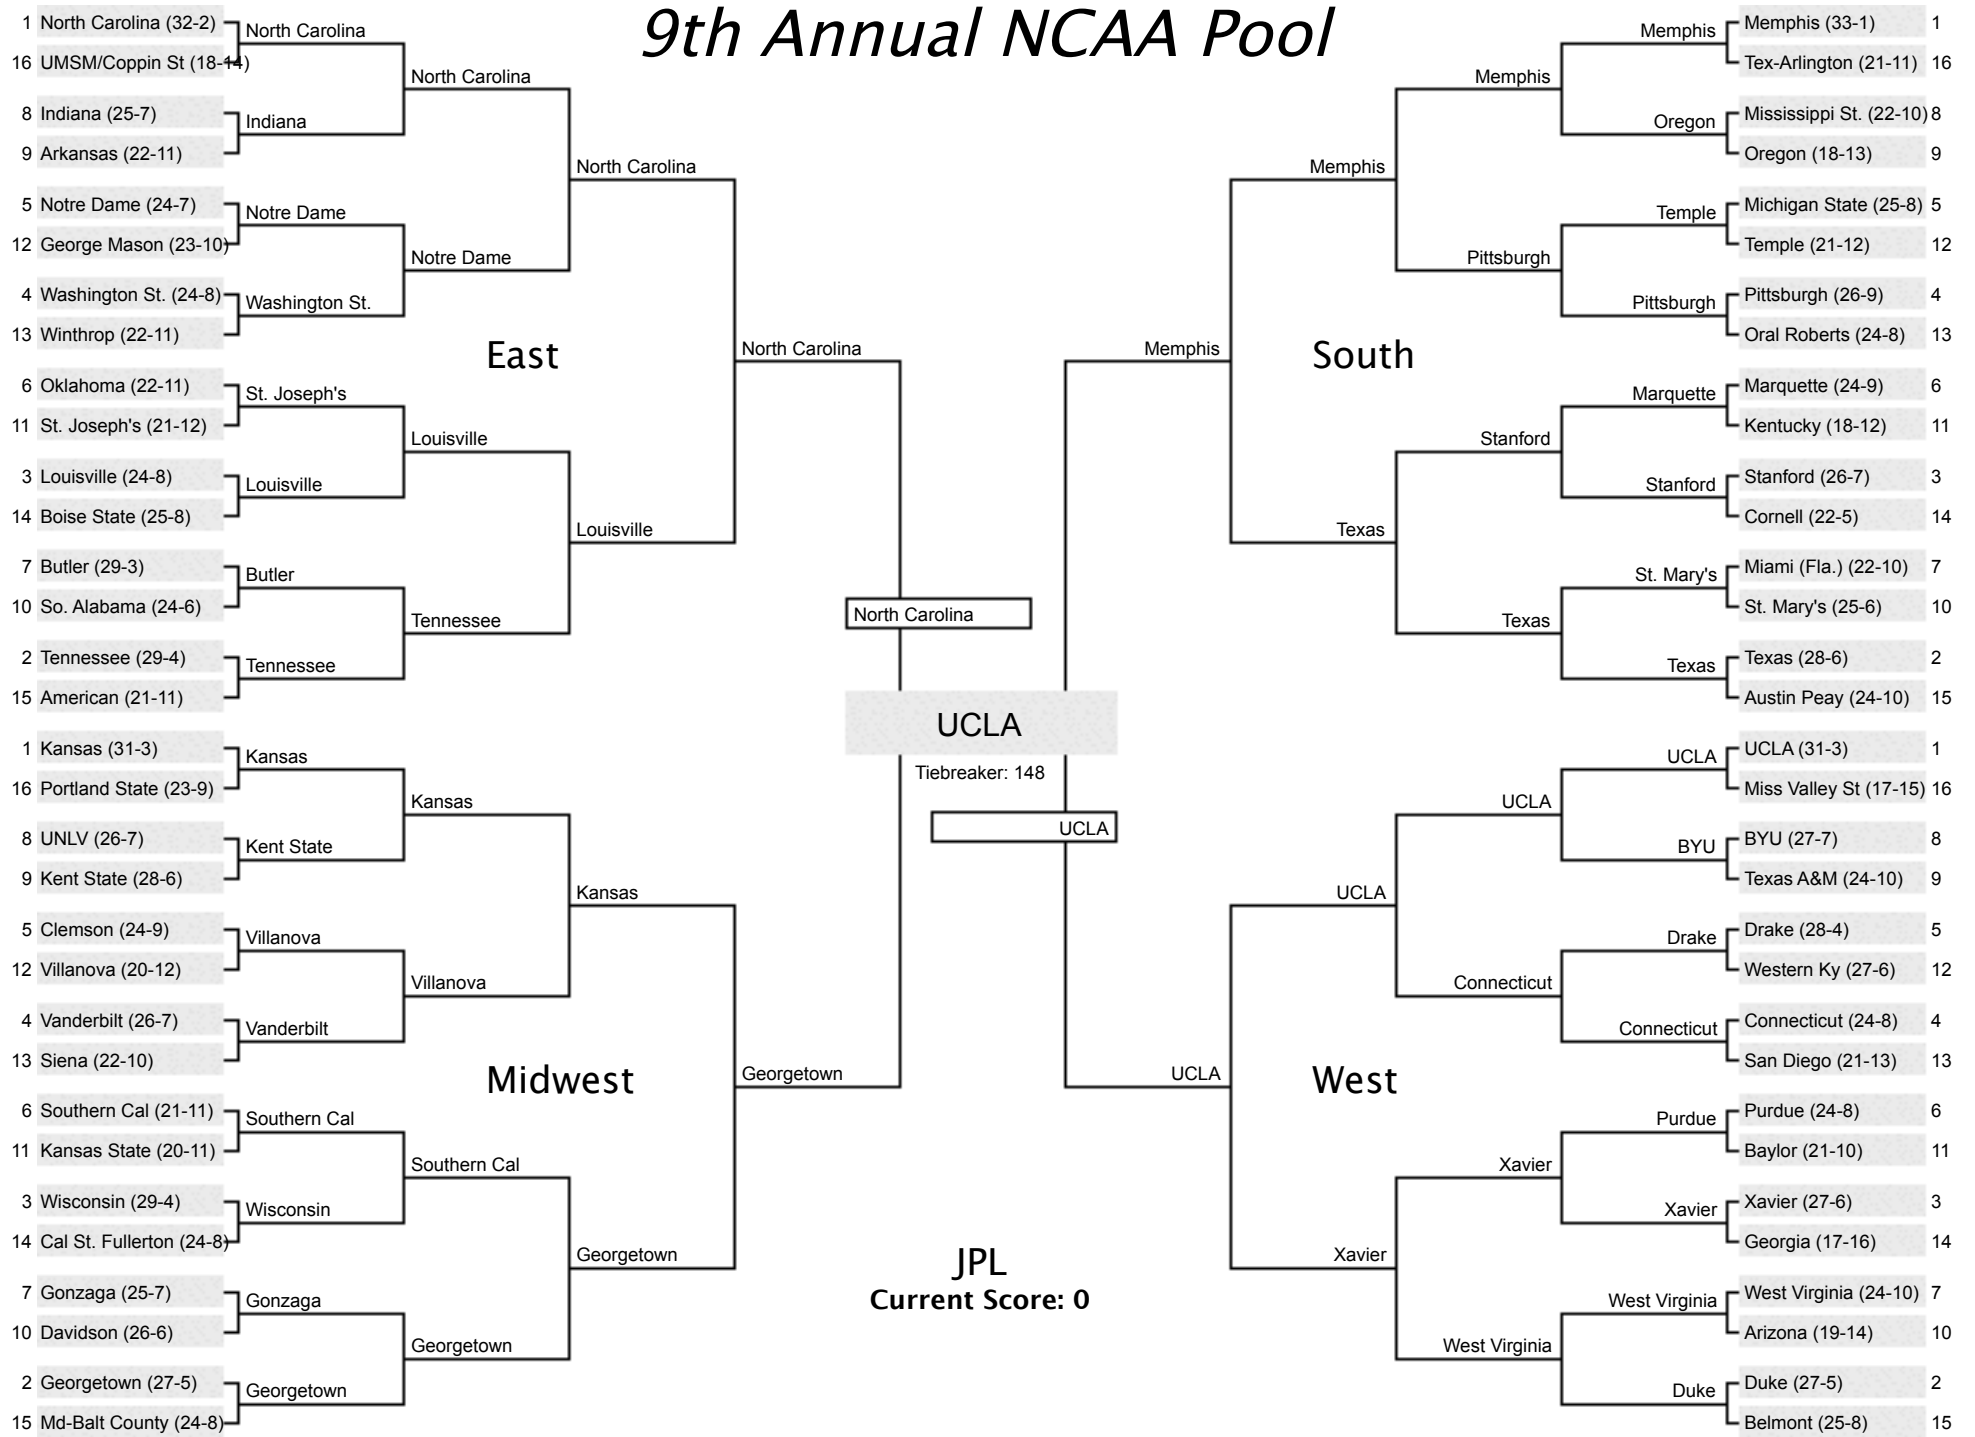 9th Annual NCAA Pool
1 North Carolina (32-2)
North Carolina
16 UMSM/Coppin St (18-14)
North Carolina
8 Indiana (25-7)
Indiana
9 Arkansas (22-11)
North Carolina
5 Notre Dame (24-7)
Notre Dame
12 George Mason (23-10)
Notre Dame
4 Washington St. (24-8)
Washington St.
13 Winthrop (22-11)
East
North Carolina
6 Oklahoma (22-11)
St. Joseph's
11 St. Joseph's (21-12)
Louisville
3 Louisville (24-8)
Louisville
14 Boise State (25-8)
Louisville
7 Butler (29-3)
Butler
10 So. Alabama (24-6)
Tennessee
2 Tennessee (29-4)
Tennessee
15 American (21-11)
1 Kansas (31-3)
Kansas
16 Portland State (23-9)
Kansas
8 UNLV (26-7)
Kent State
9 Kent State (28-6)
Kansas
5 Clemson (24-9)
Villanova
12 Villanova (20-12)
Villanova
4 Vanderbilt (26-7)
Vanderbilt
13 Siena (22-10)
Midwest
Georgetown
6 Southern Cal (21-11)
Southern Cal
11 Kansas State (20-11)
Southern Cal
3 Wisconsin (29-4)
Wisconsin
14 Cal St. Fullerton (24-8)
Georgetown
7 Gonzaga (25-7)
Gonzaga
10 Davidson (26-6)
Georgetown
2 Georgetown (27-5)
Georgetown
15 Md-Balt County (24-8)
North Carolina
UCLA
Tiebreaker: 148
UCLA
JPL
Current Score: 0
Memphis (33-1) 1
Memphis
Tex-Arlington (21-11) 16
Memphis
Mississippi St. (22-10) 8
Oregon
Oregon (18-13) 9
Memphis
Michigan State (25-8) 5
Temple
Temple (21-12) 12
Pittsburgh
Pittsburgh (26-9) 4
Pittsburgh
Oral Roberts (24-8) 13
Memphis
South
Marquette (24-9) 6
Marquette
Kentucky (18-12) 11
Stanford
Stanford (26-7) 3
Stanford
Cornell (22-5) 14
Texas
Miami (Fla.) (22-10) 7
St. Mary's
St. Mary's (25-6) 10
Texas
Texas (28-6) 2
Texas
Austin Peay (24-10) 15
UCLA (31-3) 1
UCLA
Miss Valley St (17-15) 16
UCLA
BYU (27-7) 8
BYU
Texas A&M (24-10) 9
UCLA
Drake (28-4) 5
Drake
Western Ky (27-6) 12
Connecticut
Connecticut (24-8) 4
Connecticut
San Diego (21-13) 13
UCLA
West
Purdue (24-8) 6
Purdue
Baylor (21-10) 11
Xavier
Xavier (27-6) 3
Xavier
Georgia (17-16) 14
Xavier
West Virginia (24-10) 7
West Virginia
Arizona (19-14) 10
West Virginia
Duke (27-5) 2
Duke
Belmont (25-8) 15